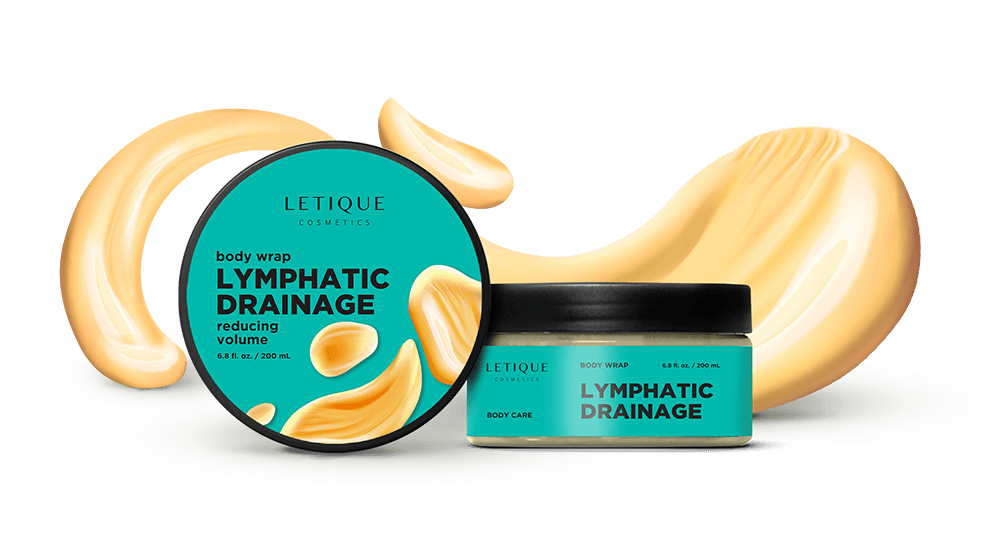 LETIQUE
COSMETICS
body wrap
LYMPHATIC
DRAINAGE
reducing
volume
6.8 fl. oz. / 200 mL
LETIQUE
COSMETICS
BODY CARE
BODY WRAP
6.8 fl. oz. / 200 mL
LYMPHATIC
DRAINAGE